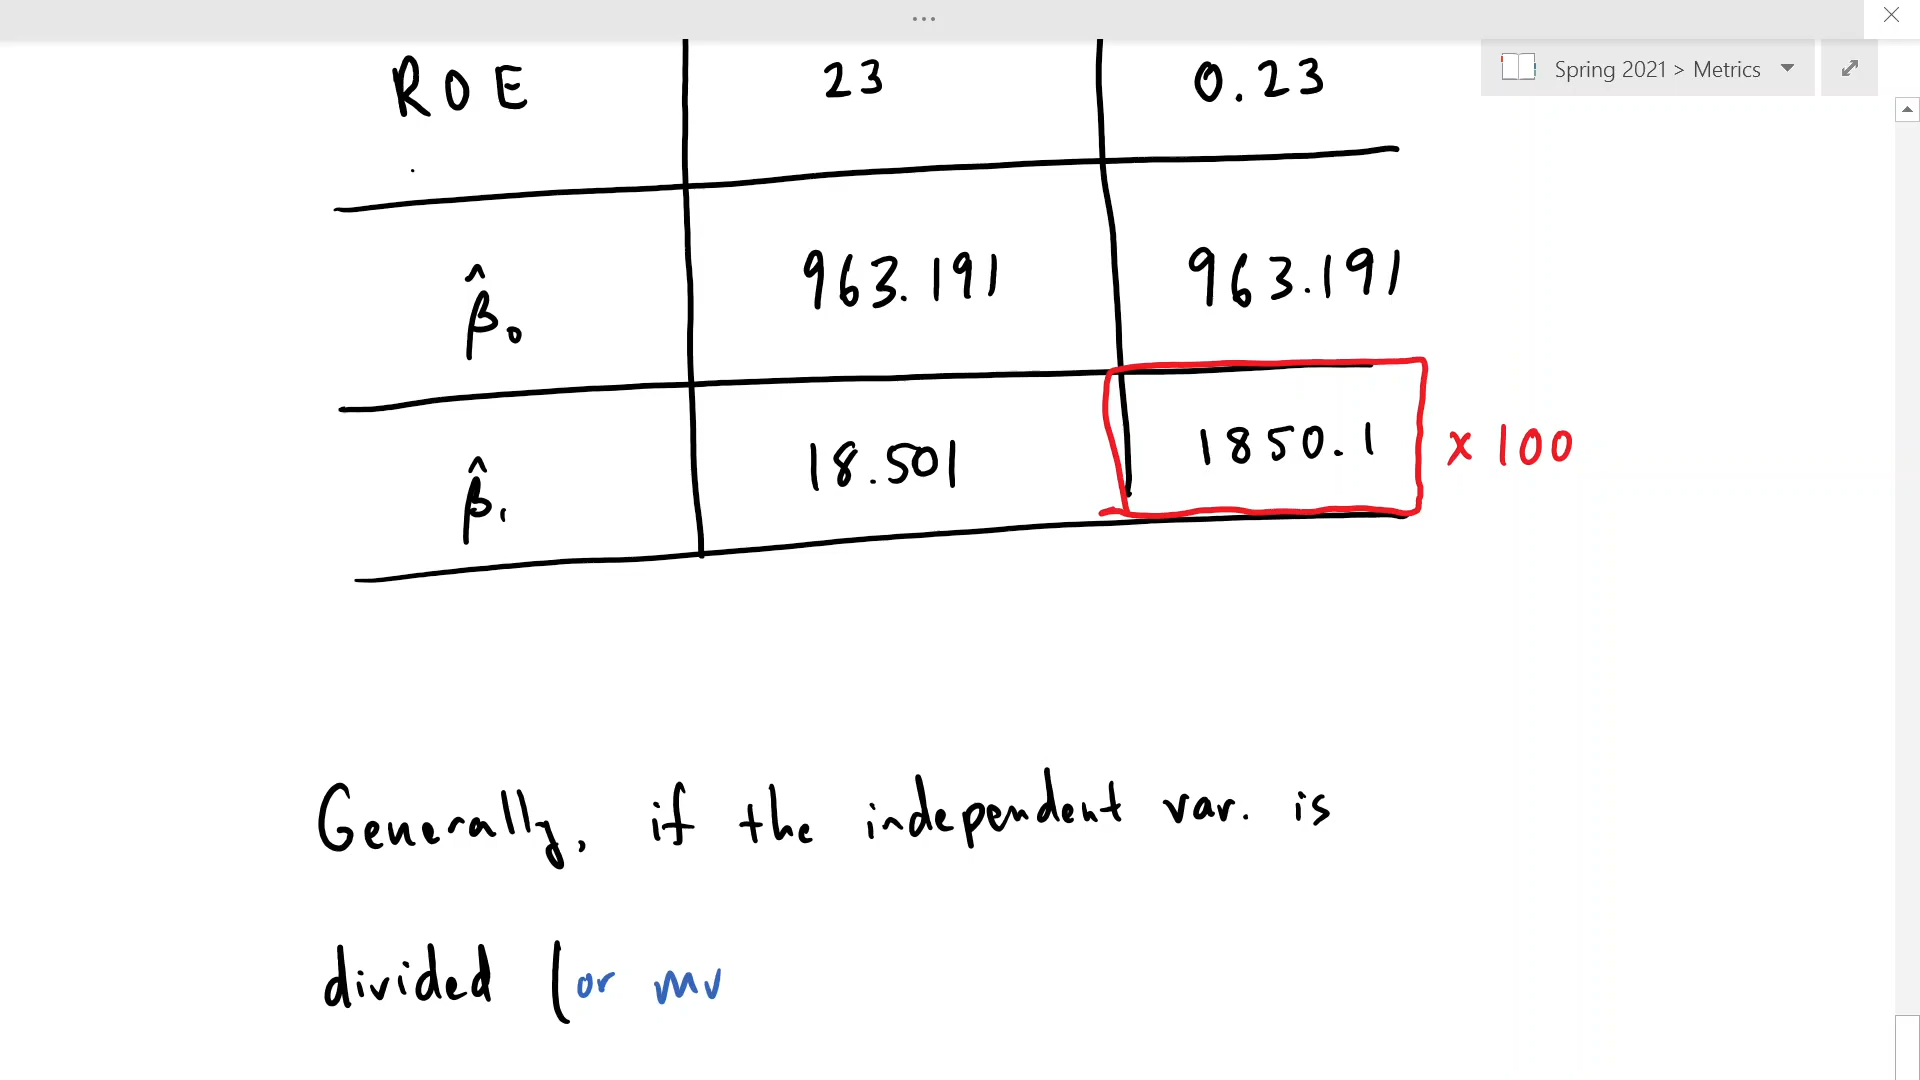 ...
Spring 2021 > Metrics
ROE 23 0.23
β̂₀ 963.191 963.191
β̂₁ 18.501 1850.1 x 100
Generally, if the independent var. is
divided (or mu